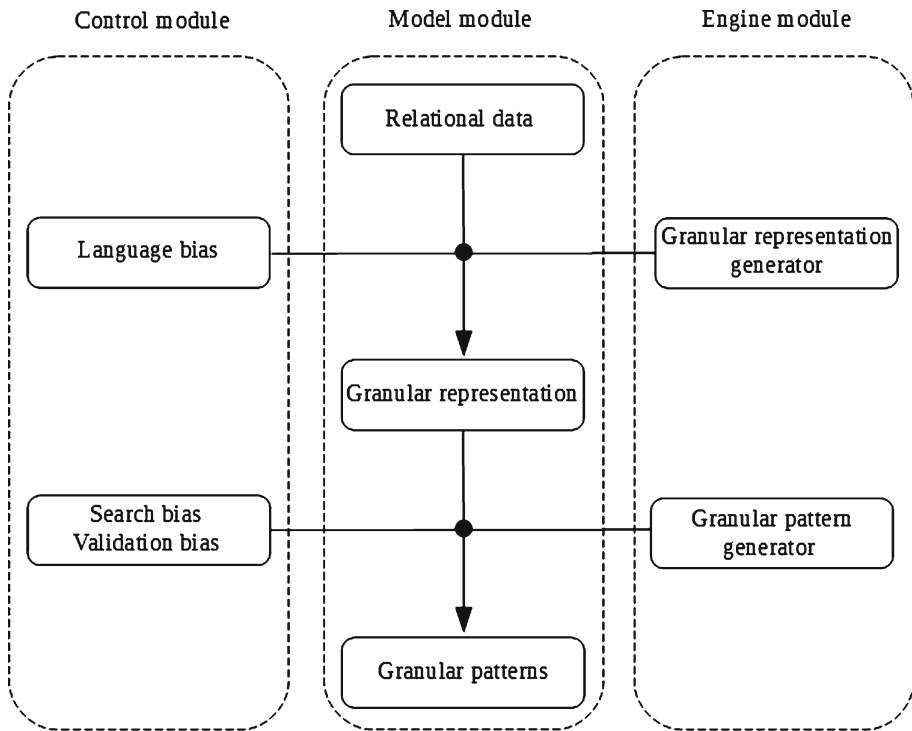 Control module
Model module
Engine module
Relational data
Language bias
Granular representation
generator
Granular representation
Search bias
Validation bias
Granular pattern
generator
Granular patterns